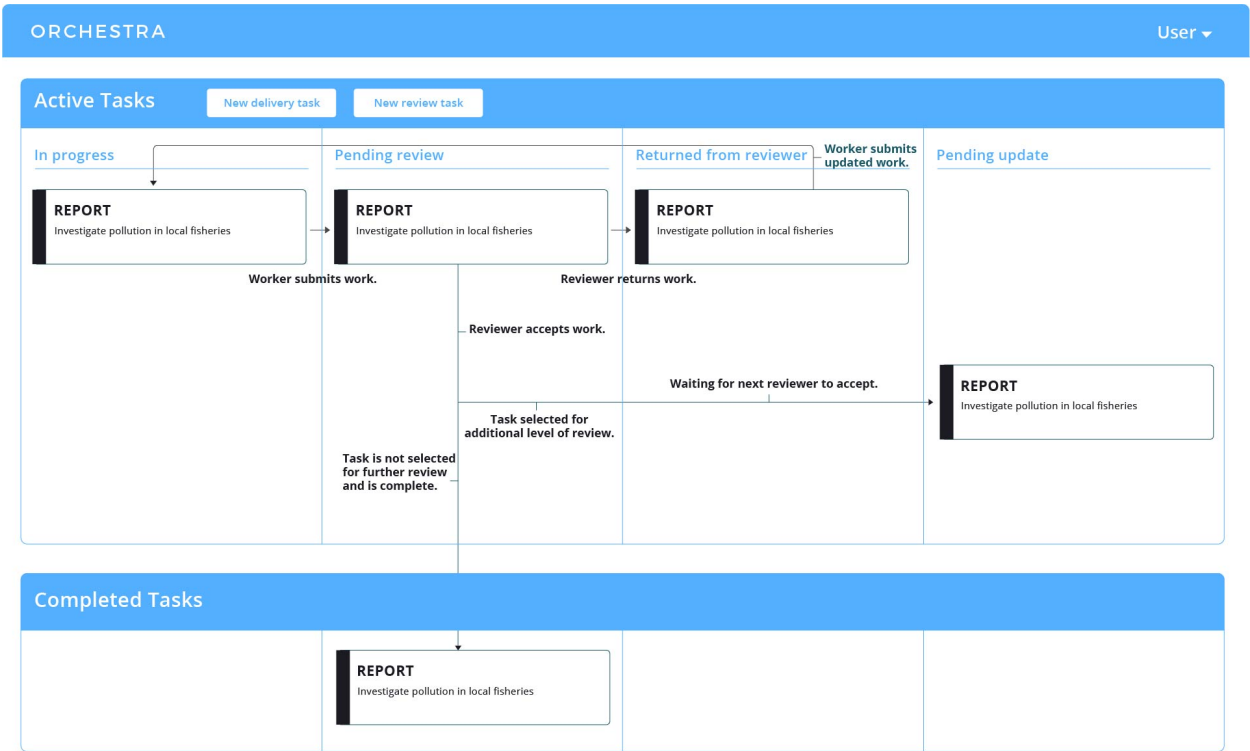 ORCHESTRA
User
Active Tasks
New delivery task
New review task
In progress
Pending review
Returned from reviewer
Worker submits
updated work.
Pending update
REPORT
Investigate pollution in local fisheries
REPORT
Investigate pollution in local fisheries
REPORT
Investigate pollution in local fisheries
Worker submits work.
Reviewer returns work.
Reviewer accepts work.
Waiting for next reviewer to accept.
REPORT
Investigate pollution in local fisheries
Task selected for
additional level of review.
Task is not selected
for further review
and is complete.
Completed Tasks
REPORT
Investigate pollution in local fisheries